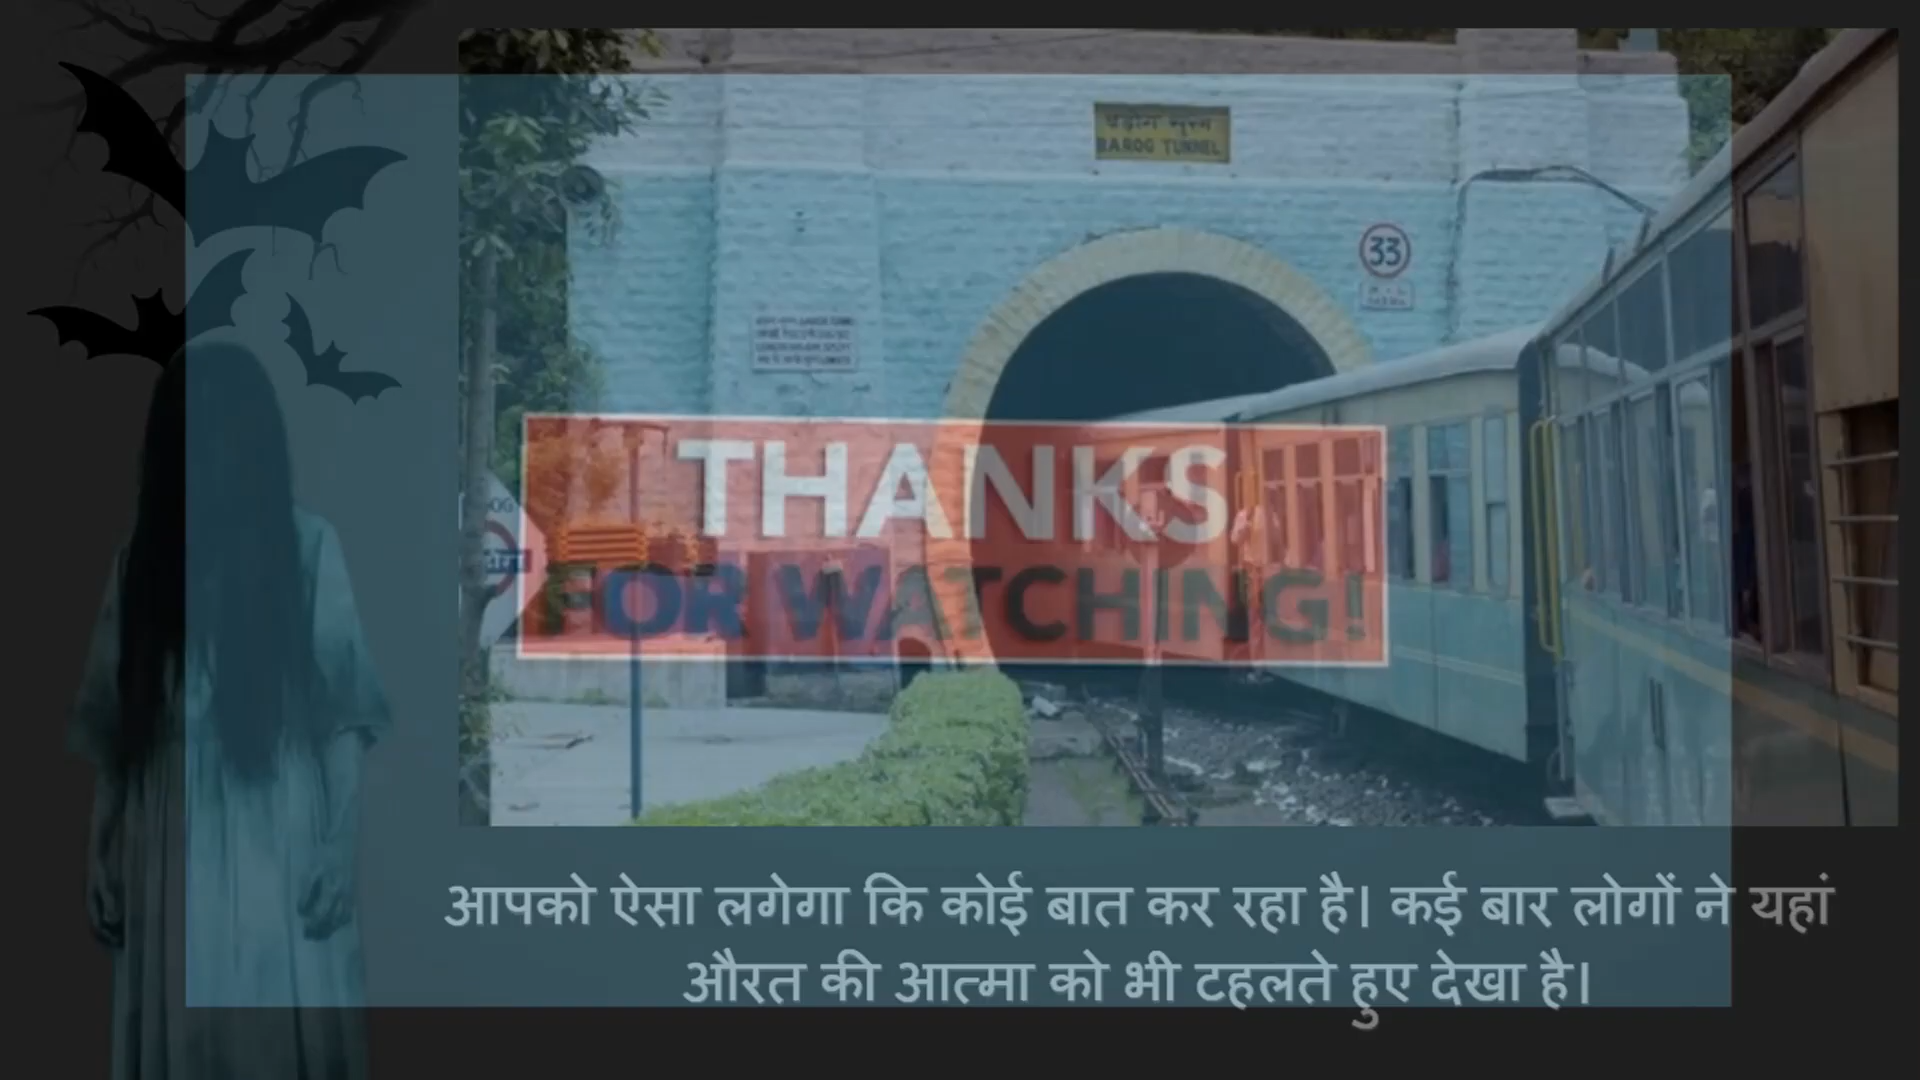 BAROG TUNNEL
33
THANKS
FOR WATCHING!
आपको ऐसा लगेगा कि कोई बात कर रहा है। कई बार लोगों ने यहां
औरत की आत्मा को भी टहलते हुए देखा है।